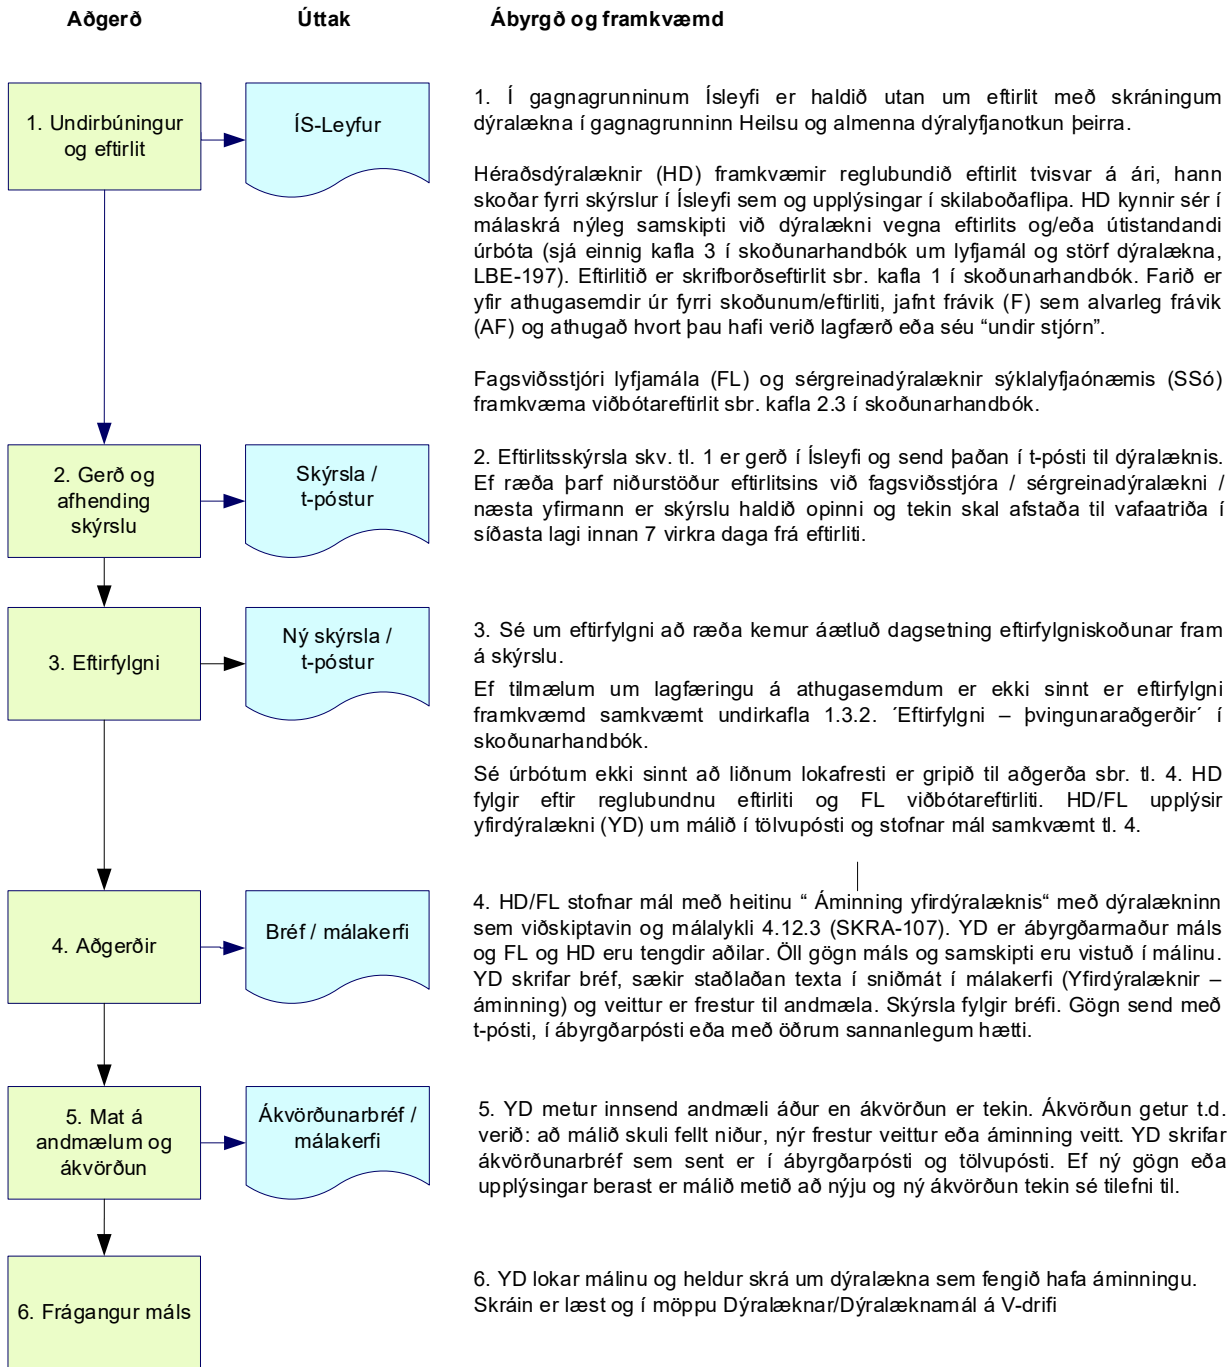 Aðgerð
Úttak
Ábyrgð og framkvæmd
1. Undirbúningur
og eftirlit
ÍS-Leyfur
1. Í gagnagrunninum Ísleyfi er haldið utan um eftirlit með skráningum
dýralækna í gagnagrunninn Heilsu og almenna dýralyfjanotkun þeirra.
Héraðsdýralæknir (HD) framkvæmir reglubundið eftirlit tvisvar á ári, hann
skoðar fyrri skýrslur í Ísleyfi sem og upplýsingar í skilaboðaflipa. HD kynnir sér í
málaskrá nýleg samskipti við dýralækni vegna eftirlits og/eða útistandandi
úrbóta (sjá einnig kafla 3 í skoðunarhandbók um lyfjamál og störf dýralækna,
LBE-197). Eftirlitið er skrifborðseftirlit sbr. kafla 1 í skoðunarhandbók. Farið er
yfir athugasemdir úr fyrri skoðunum/eftirliti, jafnt frávik (F) sem alvarleg frávik
(AF) og athugað hvort þau hafi verið lagfærð eða séu “undir stjórn”.
Fagsviðsstjóri lyfjamála (FL) og sérgreinadýralæknir sýklalyfjaónæmis (SSó)
framkvæma viðbótareftirlit sbr. kafla 2.3 í skoðunarhandbók.
2. Gerð og
afhending
skýrslu
Skýrsla /
t-póstur
2. Eftirlitsskýrsla skv. tl. 1 er gerð í Ísleyfi og send þaðan í t-pósti til dýralæknis.
Ef ræða þarf niðurstöður eftirlitsins við fagsviðsstjóra / sérgreinadýralækni /
næsta yfirmann er skýrslu haldið opinni og tekin skal afstaða til vafaatriða í
síðasta lagi innan 7 virkra daga frá eftirliti.
3. Eftirfylgni
Ný skýrsla /
t-póstur
3. Sé um eftirfylgni að ræða kemur áætluð dagsetning eftirfylgniskoðunar fram
á skýrslu.
Ef tilmælum um lagfæringu á athugasemdum er ekki sinnt er eftirfylgni
framkvæmd samkvæmt undirkafla 1.3.2. ´Eftirfylgni – þvingunaraðgerðir´ í
skoðunarhandbók.
Sé úrbótum ekki sinnt að liðnum lokafresti er gripið til aðgerða sbr. tl. 4. HD
fylgir eftir reglubundnu eftirliti og FL viðbótareftirliti. HD/FL upplýsir
yfirdýralækni (YD) um málið í tölvupósti og stofnar mál samkvæmt tl. 4.
4. Aðgerðir
Bréf / málakerfi
4. HD/FL stofnar mál með heitinu “ Áminning yfirdýralæknis“ með dýralækninn
sem viðskiptavin og málalykli 4.12.3 (SKRA-107). YD er ábyrgðarmaður máls
og FL og HD eru tengdir aðilar. Öll gögn máls og samskipti eru vistuð í málinu.
YD skrifar bréf, sækir staðlaðan texta í sniðmát í málakerfi (Yfirdýralæknir –
áminning) og veittur er frestur til andmæla. Skýrsla fylgir bréfi. Gögn send með
t-pósti, í ábyrgðarpósti eða með öðrum sannanlegum hætti.
5. Mat á
andmælum og
ákvörðun
Ákvörðunarbréf /
málakerfi
5. YD metur innsend andmæli áður en ákvörðun er tekin. Ákvörðun getur t.d.
verið: að málið skuli fellt niður, nýr frestur veittur eða áminning veitt. YD skrifar
ákvörðunarbréf sem sent er í ábyrgðarpósti og tölvupósti. Ef ný gögn eða
upplýsingar berast er málið metið að nýju og ný ákvörðun tekin sé tilefni til.
6. Frágangur máls
6. YD lokar málinu og heldur skrá um dýralækna sem fengið hafa áminningu.
Skráin er læst og í möppu Dýralæknar/Dýralæknamál á V-drifi